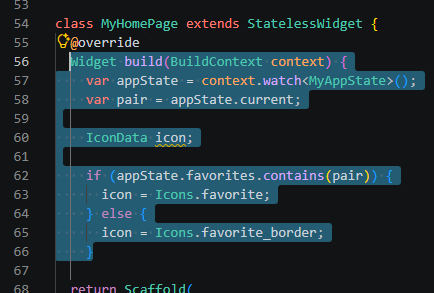 53
54 class MyHomePage extends StatelessWidget {
55 @override
56 Widget build(BuildContext context) {
57 var appState = context.watch<MyAppState>();
58 var pair = appState.current;
59
60 IconData icon;
61
62 if (appState.favorites.contains(pair)) {
63 icon = Icons.favorite;
64 } else {
65 icon = Icons.favorite_border;
66 }
67
68 return Scaffold(